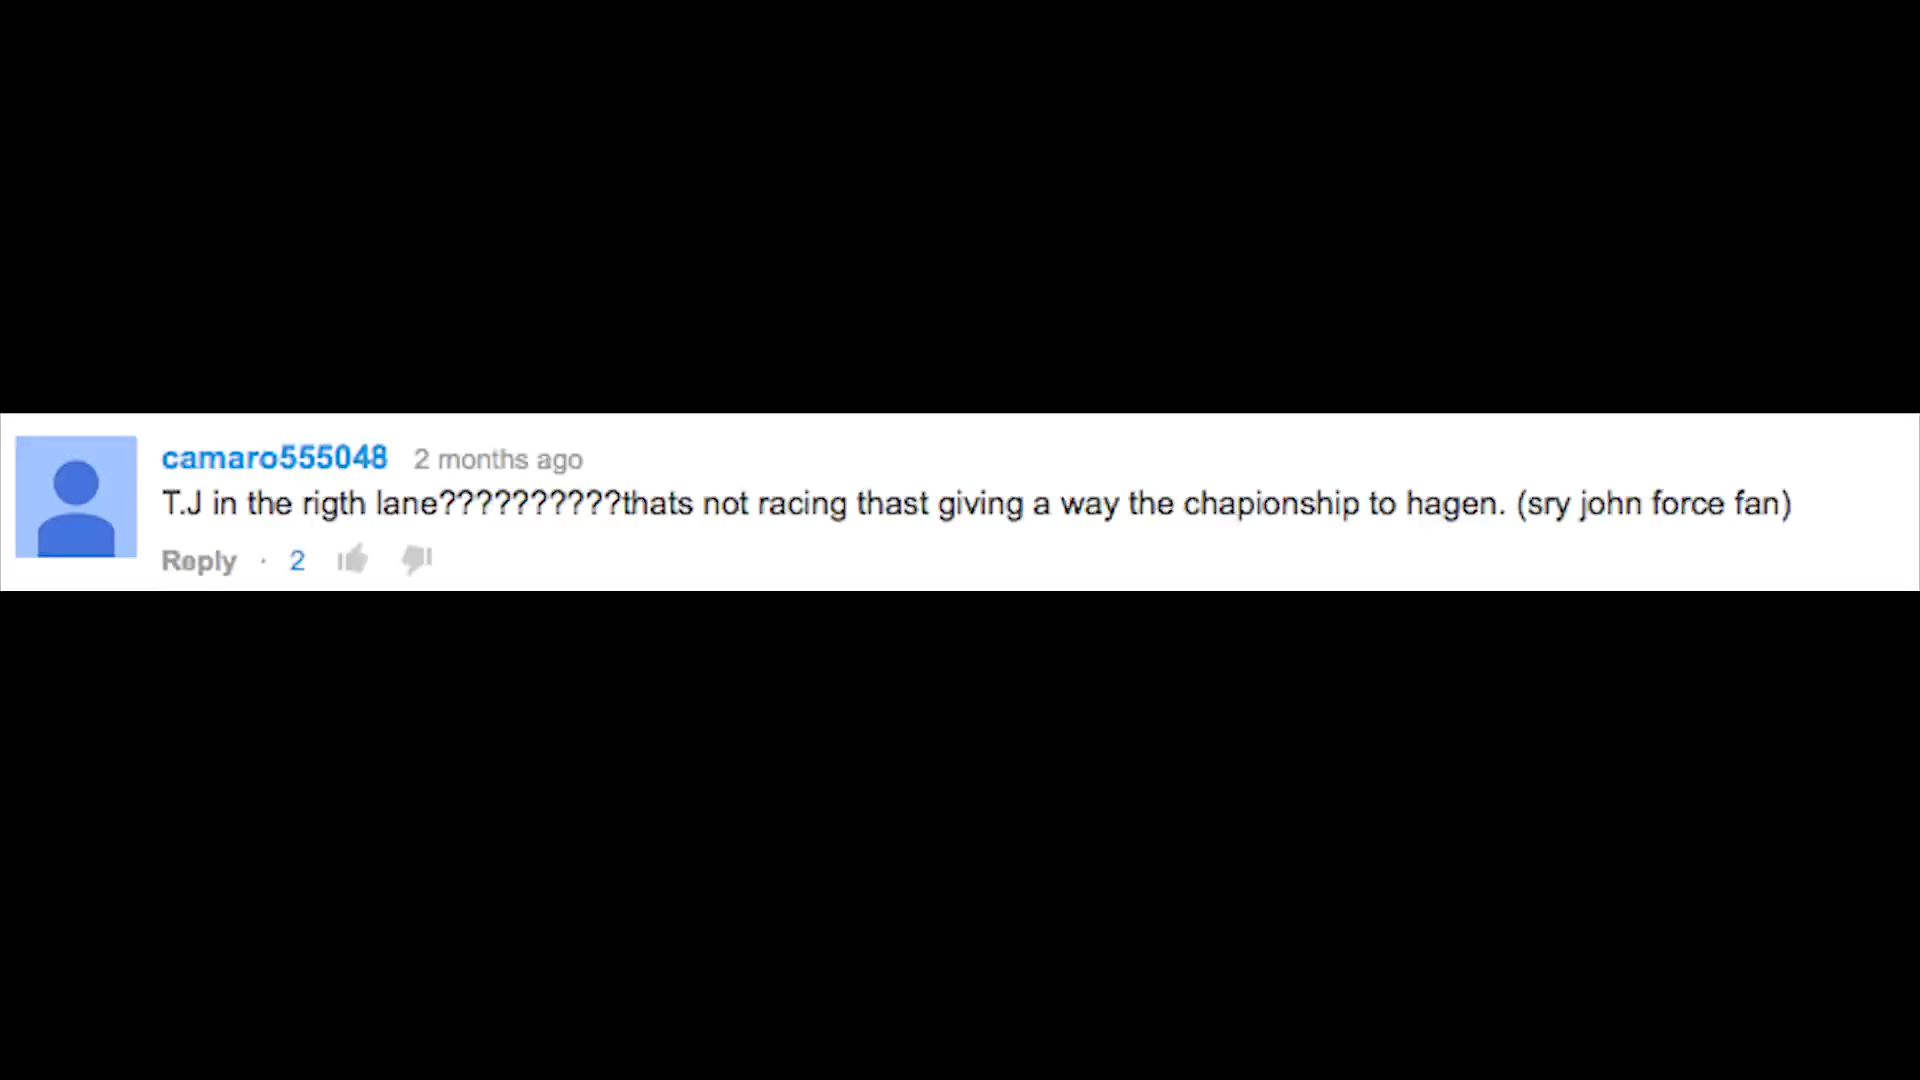 camaro555048 2 months ago
T.J in the rigth lane??????????thats not racing thast giving a way the chapionship to hagen. (sry john force fan)
Reply · 2